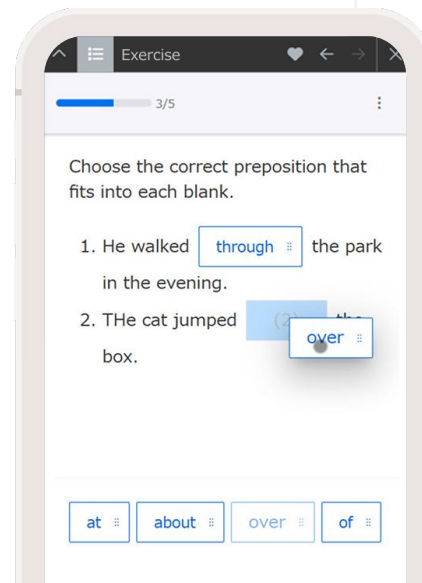 Exercise
3/5
Choose the correct preposition that
fits into each blank.
1. He walked through the park
in the evening.
2. THe cat jumped (2) the
over
box.
at about over of